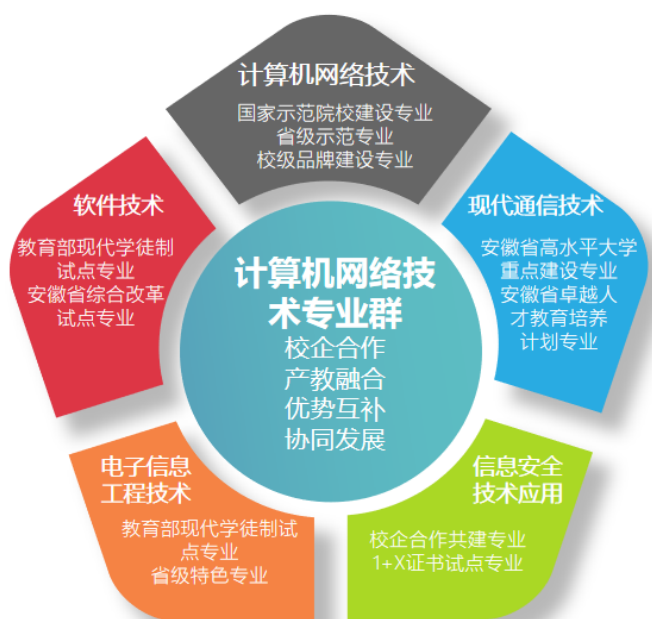 计算机网络技术
国家示范院校建设专业
省级示范专业
校级品牌建设专业
软件技术
教育部现代学徒制
试点专业
安徽省综合改革
试点专业
现代通信技术
安徽省高水平大学
重点建设专业
安徽省卓越人
才教育培养
计划专业
计算机网络技
术专业群
校企合作
产教融合
优势互补
协同发展
电子信息
工程技术
教育部现代学徒制试
点专业
省级特色专业
信息安全
技术应用
校企合作共建专业
1+X证书试点专业